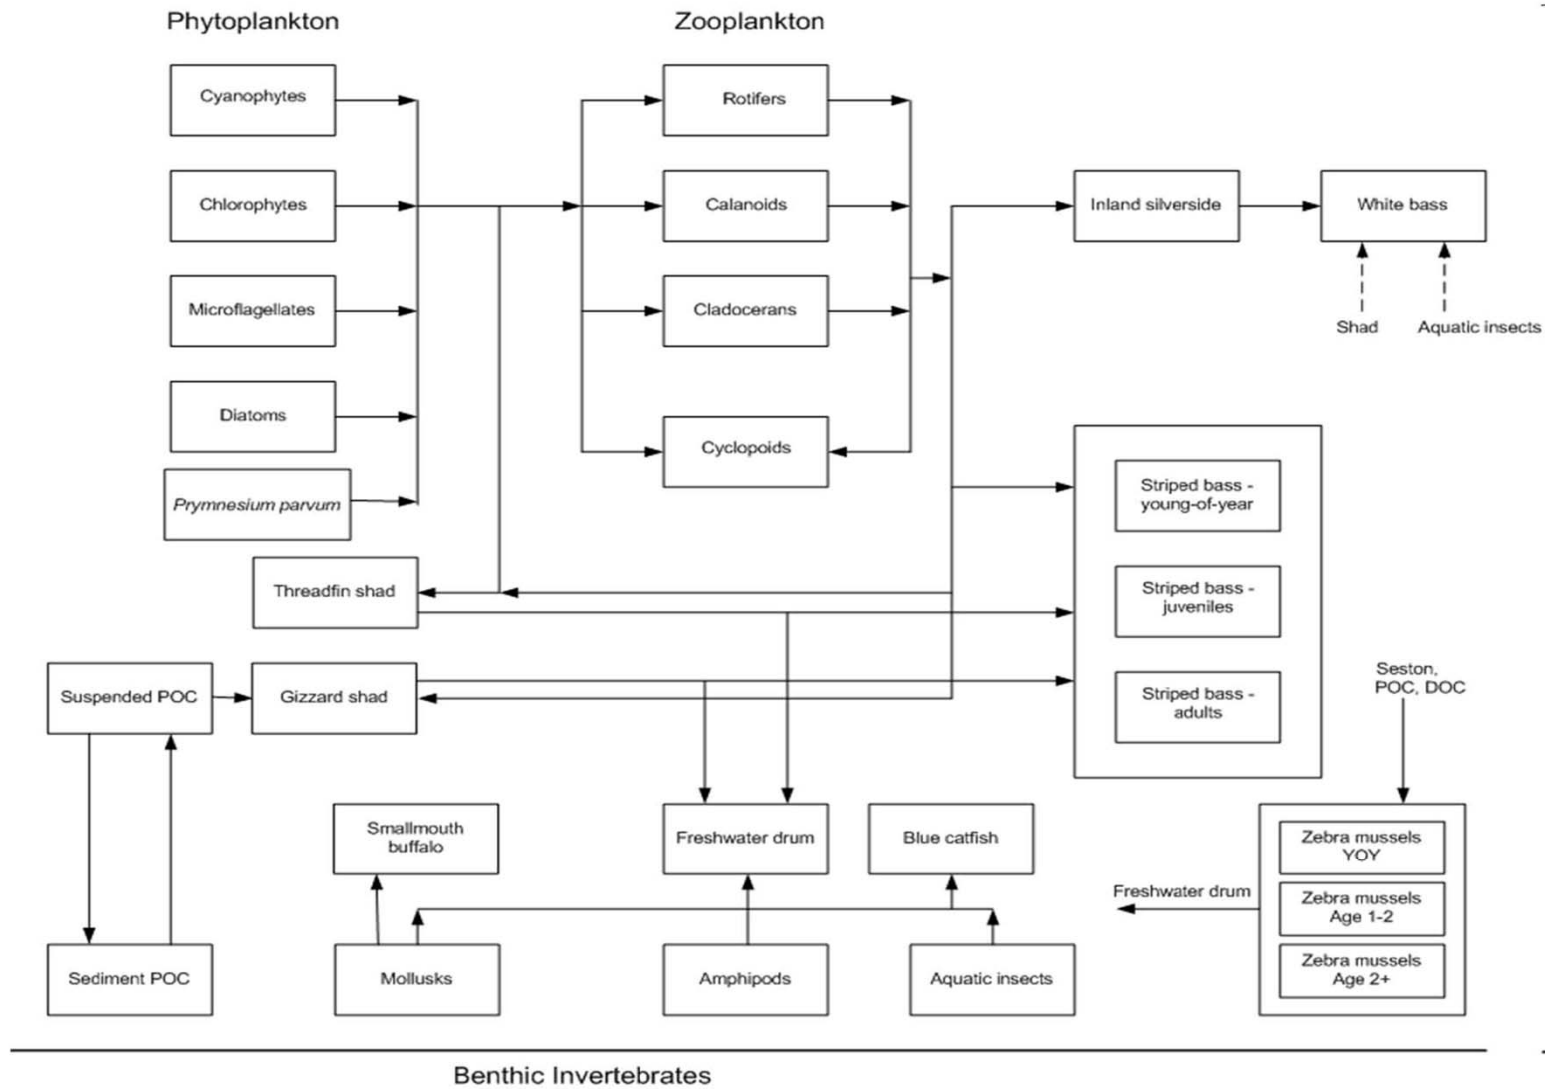 Phytoplankton
Zooplankton
Cyanophytes
Rotifers
Chlorophytes
Calanoids
Inland silverside
White bass
Microflagellates
Cladocerans
Shad
Aquatic insects
Diatoms
Cyclopoids
Prymnesium parvum
Striped bass -
young-of-year
Threadfin shad
Striped bass -
juveniles
Suspended POC
Gizzard shad
Striped bass -
adults
Seston,
POC, DOC
Smallmouth
buffalo
Freshwater drum
Blue catfish
Zebra mussels
YOY
Freshwater drum
Zebra mussels
Age 1-2
Zebra mussels
Age 2+
Sediment POC
Mollusks
Amphipods
Aquatic insects
Benthic Invertebrates